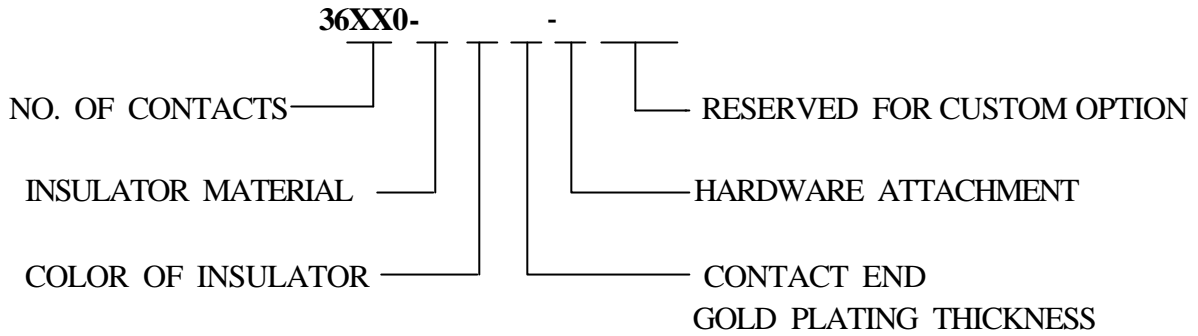 36XX0- -
NO. OF CONTACTS
RESERVED FOR CUSTOM OPTION
INSULATOR MATERIAL
HARDWARE ATTACHMENT
COLOR OF INSULATOR
CONTACT END
GOLD PLATING THICKNESS